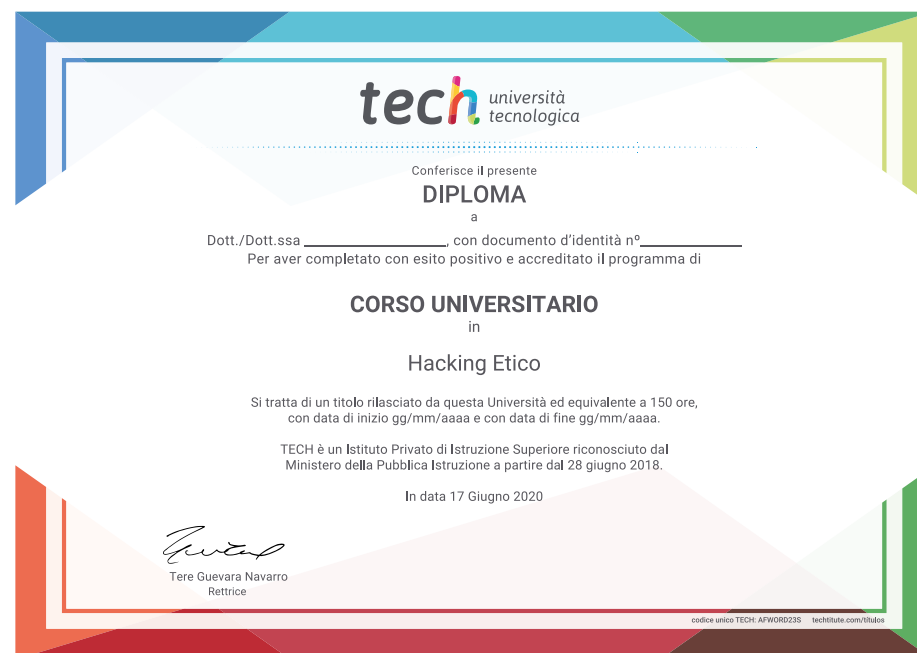 tech università
tecnologica
Conferisce il presente
DIPLOMA
a
Dott./Dott.ssa ____________________, con documento d'identità nº______________
Per aver completato con esito positivo e accreditato il programma di
CORSO UNIVERSITARIO
in
Hacking Etico
Si tratta di un titolo rilasciato da questa Università ed equivalente a 150 ore,
con data di inizio gg/mm/aaaa e con data di fine gg/mm/aaaa.
TECH è un Istituto Privato di Istruzione Superiore riconosciuto dal
Ministero della Pubblica Istruzione a partire dal 28 giugno 2018.
In data 17 Giugno 2020
Tere Guevara Navarro
Rettrice
codice unico TECH: AFWORD23S techtitute.com/títulos